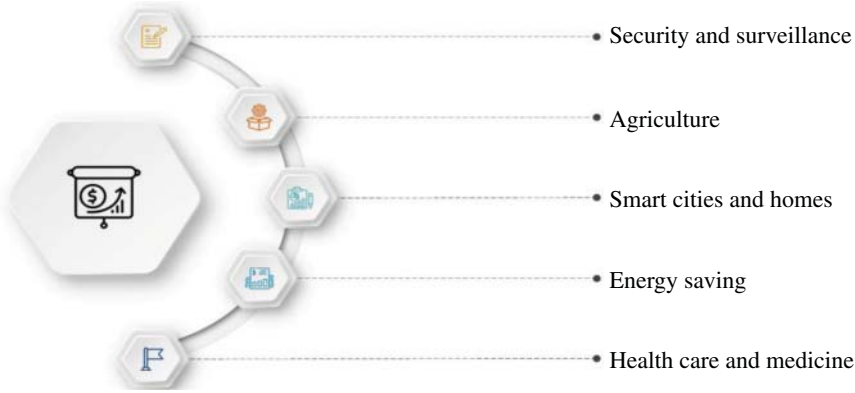 Security and surveillance
Agriculture
Smart cities and homes
Energy saving
Health care and medicine